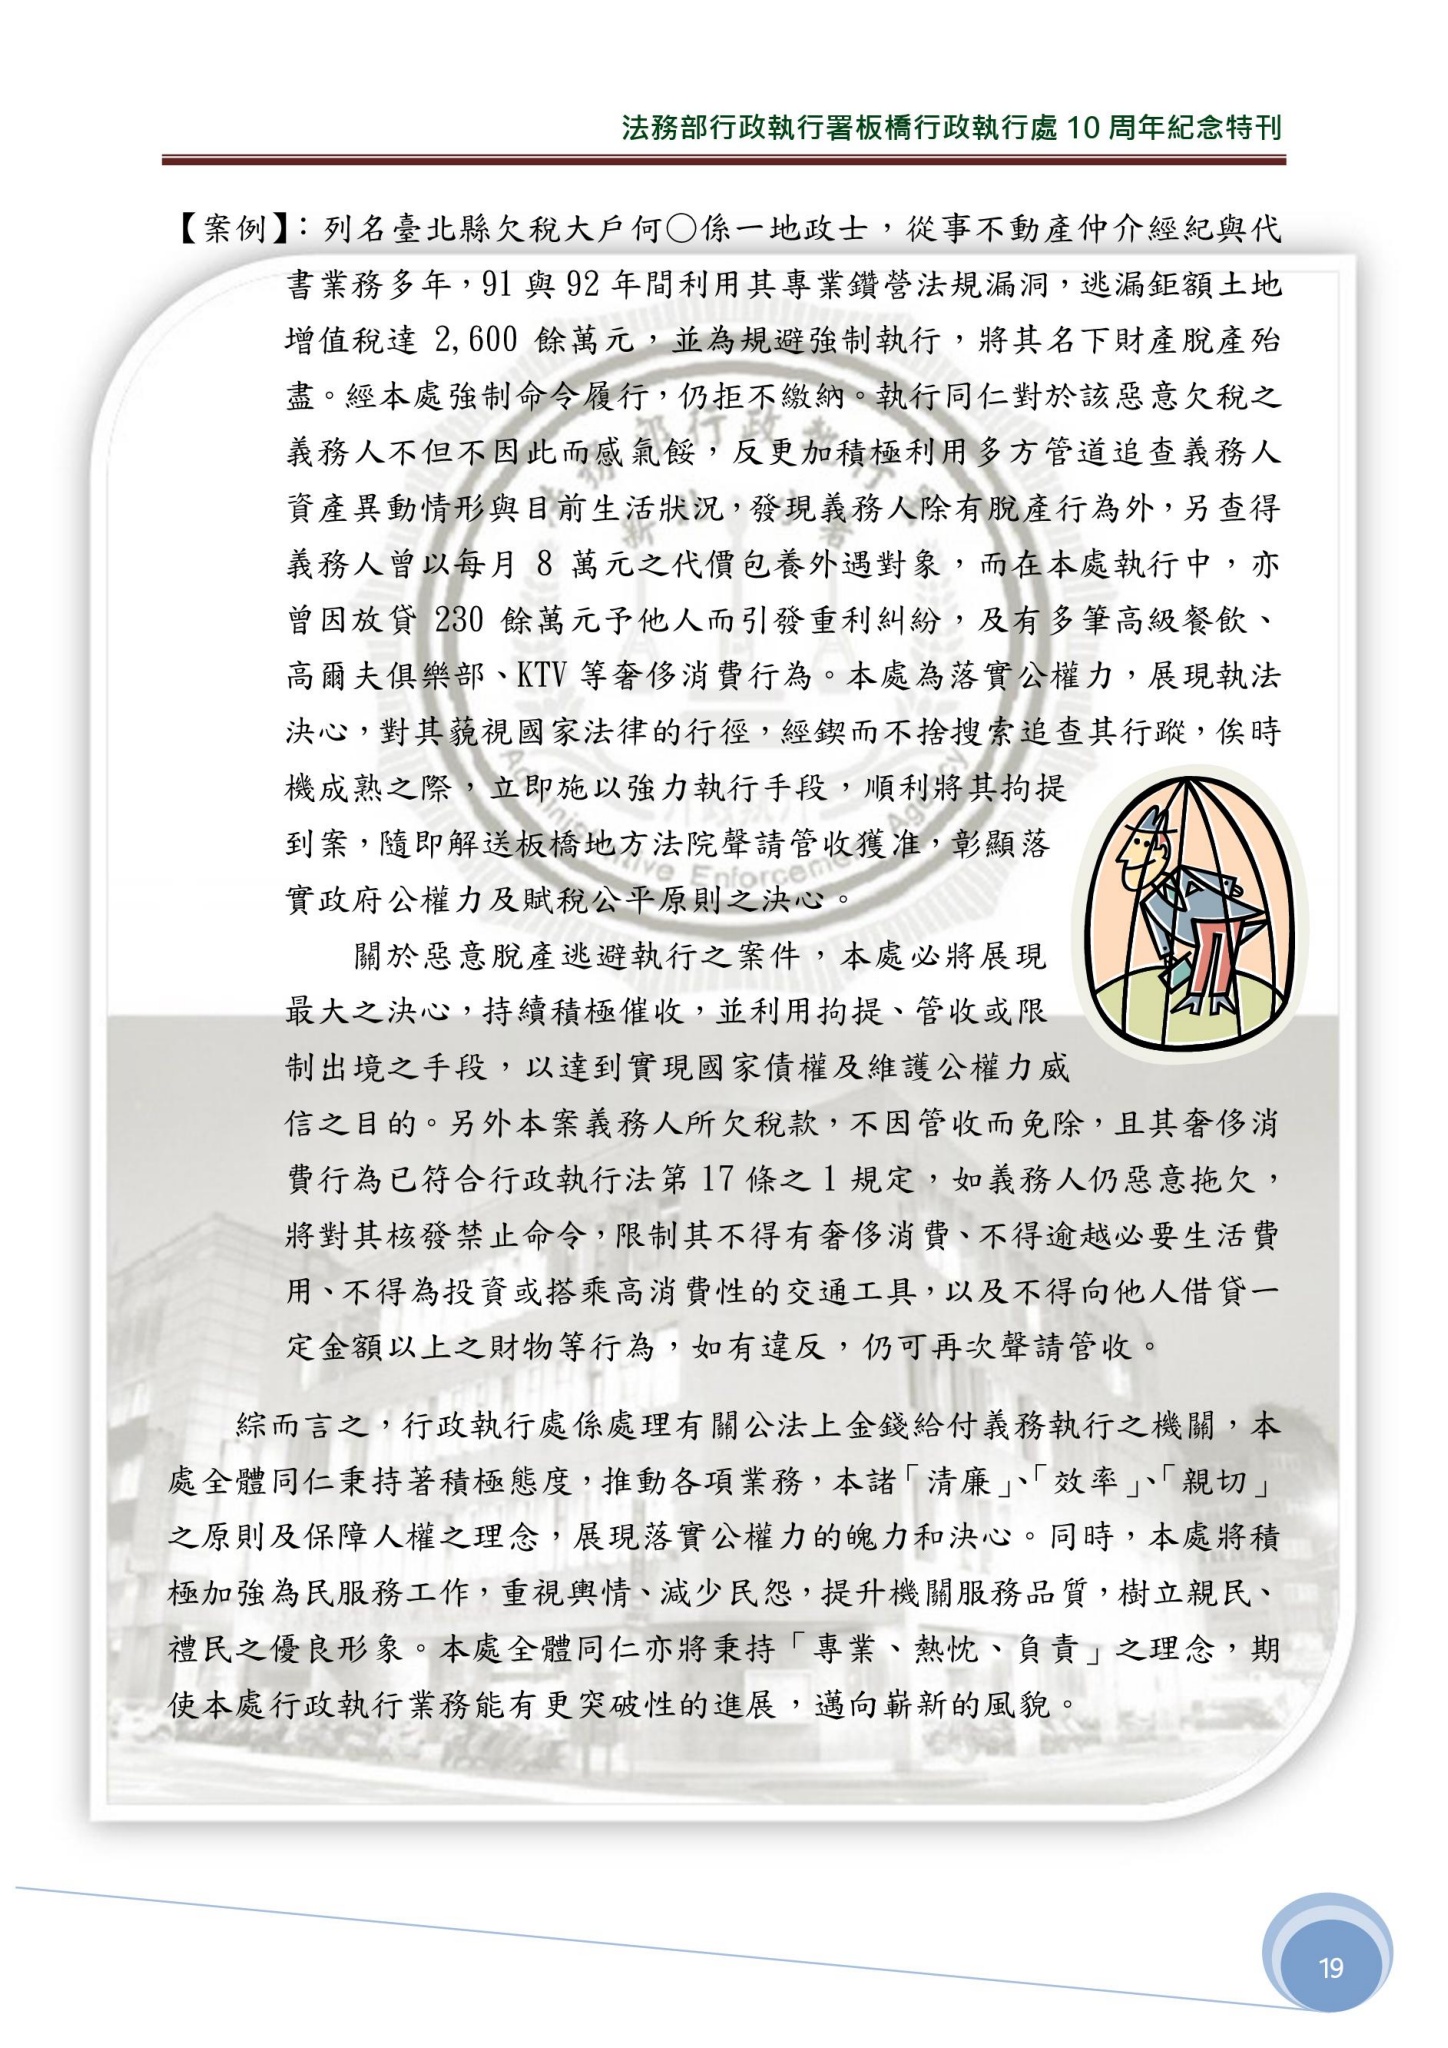 法務部行政執行署板橋行政執行處 10 周年紀念特刊
【案例】：列名臺北縣欠稅大戶何○係一地政士，從事不動產仲介經紀與代
書業務多年，91 與 92 年間利用其專業鑽營法規漏洞，逃漏鉅額土地
增值稅達 2,600 餘萬元，並為規避強制執行，將其名下財產脫產殆
盡。經本處強制命令履行，仍拒不繳納。執行同仁對於該惡意欠稅之
義務人不但不因此而感氣餒，反更加積極利用多方管道追查義務人
資產異動情形與目前生活狀況，發現義務人除有脫產行為外，另查得
義務人曾以每月 8 萬元之代價包養外遇對象，而在本處執行中，亦
曾因放貸 230 餘萬元予他人而引發重利糾紛，及有多筆高級餐飲、
高爾夫俱樂部、KTV 等奢侈消費行為。本處為落實公權力，展現執法
決心，對其藐視國家法律的行徑，經鍥而不捨搜索追查其行蹤，俟時
機成熟之際，立即施以強力執行手段，順利將其拘提
到案，隨即解送板橋地方法院聲請管收獲准，彰顯落
實政府公權力及賦稅公平原則之決心。
關於惡意脫產逃避執行之案件，本處必將展現
最大之決心，持續積極催收，並利用拘提、管收或限
制出境之手段，以達到實現國家債權及維護公權力威
信之目的。另外本案義務人所欠稅款，不因管收而免除，且其奢侈消
費行為已符合行政執行法第 17 條之 1 規定，如義務人仍惡意拖欠，
將對其核發禁止命令，限制其不得有奢侈消費、不得逾越必要生活費
用、不得為投資或搭乘高消費性的交通工具，以及不得向他人借貸一
定金額以上之財物等行為，如有違反，仍可再次聲請管收。
綜而言之，行政執行處係處理有關公法上金錢給付義務執行之機關，本
處全體同仁秉持著積極態度，推動各項業務，本諸「清廉」、「效率」、「親切」
之原則及保障人權之理念，展現落實公權力的魄力和決心。同時，本處將積
極加強為民服務工作，重視輿情、減少民怨，提升機關服務品質，樹立親民、
禮民之優良形象。本處全體同仁亦將秉持「專業、熱忱、負責」之理念，期
使本處行政執行業務能有更突破性的進展，邁向嶄新的風貌。
法務部行政執行署
新北分署
行政執行
Administrative Enforcement Agency
19